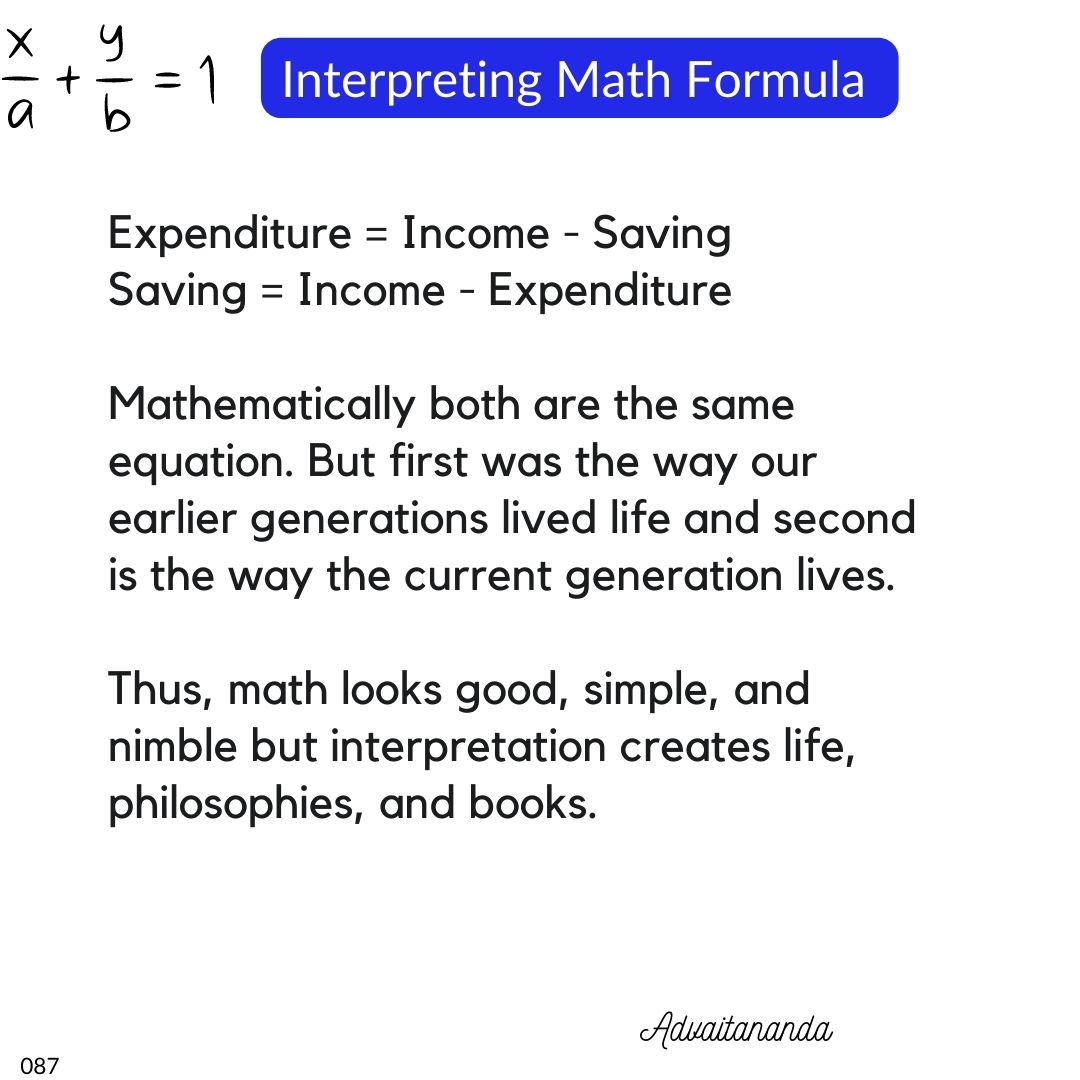 x/a + y/b = 1
Interpreting Math Formula
Expenditure = Income - Saving
Saving = Income - Expenditure
Mathematically both are the same
equation. But first was the way our
earlier generations lived life and second
is the way the current generation lives.
Thus, math looks good, simple, and
nimble but interpretation creates life,
philosophies, and books.
Advaitananda
087